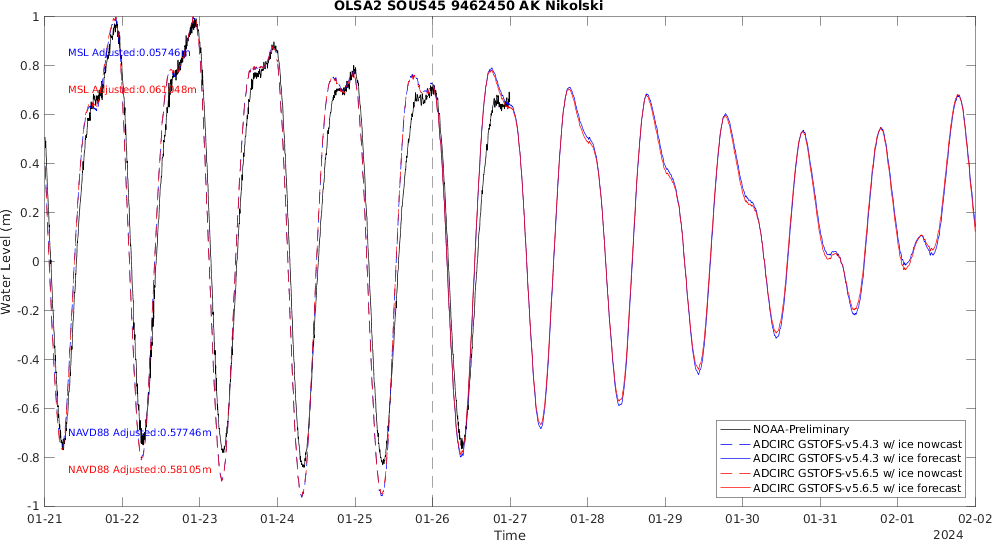 OLSA2 SOUS45 9462450 AK Nikolski
1
0.8
0.6
0.4
0.2
0
-0.2
-0.4
-0.6
-0.8
-1
Water Level (m)
MSL Adjusted:0.05746m
MSL Adjusted:0.061048m
NAVD88 Adjusted:0.57746m
NAVD88 Adjusted:0.58105m
NOAA-Preliminary
ADCIRC GSTOFS-v5.4.3 w/ ice nowcast
ADCIRC GSTOFS-v5.4.3 w/ ice forecast
ADCIRC GSTOFS-v5.6.5 w/ ice nowcast
ADCIRC GSTOFS-v5.6.5 w/ ice forecast
01-21 01-22 01-23 01-24 01-25 01-26 01-27 01-28 01-29 01-30 01-31 02-01 02-02
Time
2024